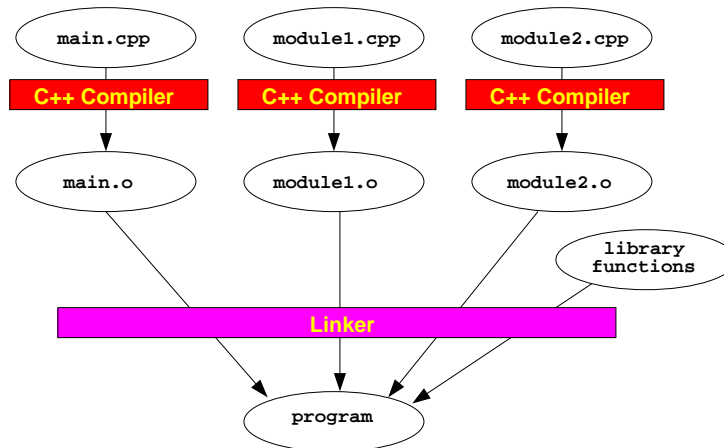 main.cpp
module1.cpp
module2.cpp
C++ Compiler
C++ Compiler
C++ Compiler
main.o
module1.o
module2.o
library
functions
Linker
program